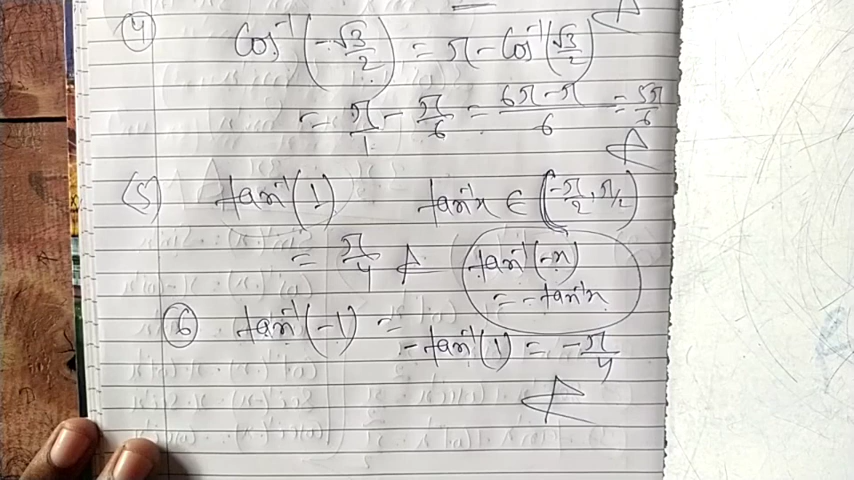 (4) cos⁻¹(-√3/2) = π - cos⁻¹(√3/2)
= π/1 - π/6 = (6π - π)/6 = 5π/6
(5) tan⁻¹(1) tan⁻¹x ∈ (-π/2, π/2)
= π/4 tan⁻¹(-x)
= -tan⁻¹x
(6) tan⁻¹(-1) =
-tan⁻¹(1) = -π/4